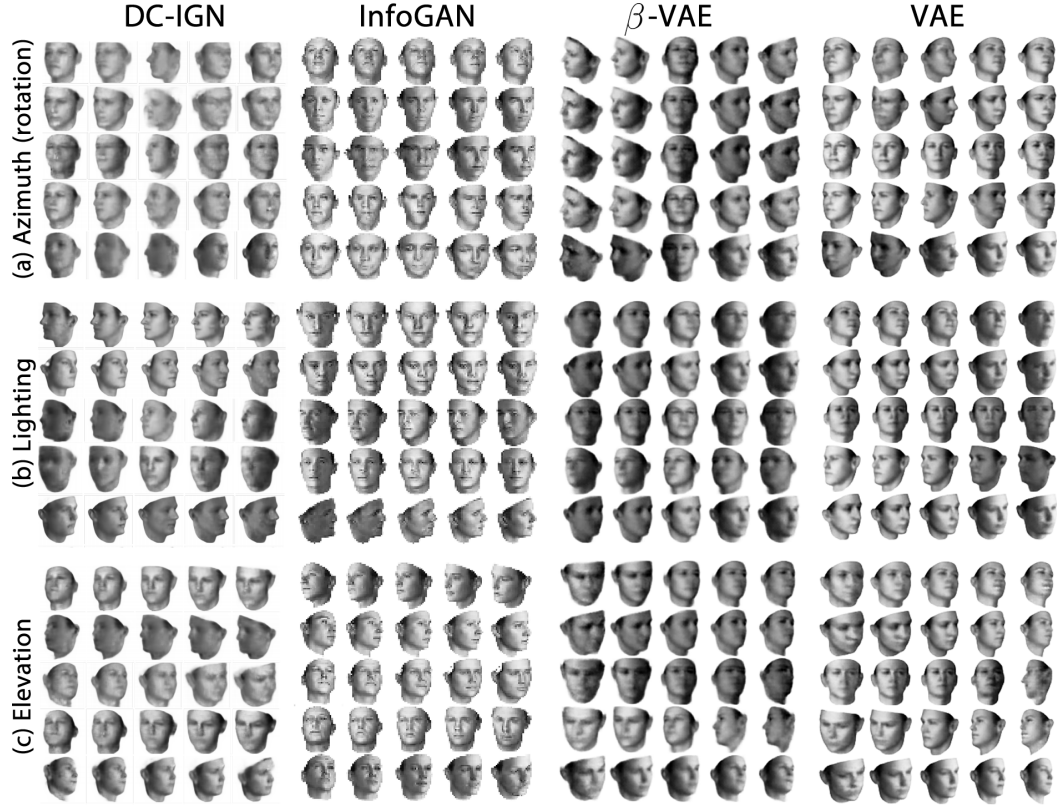 DC-IGN
InfoGAN
β-VAE
VAE
(a) Azimuth (rotation)
(b) Lighting
(c) Elevation